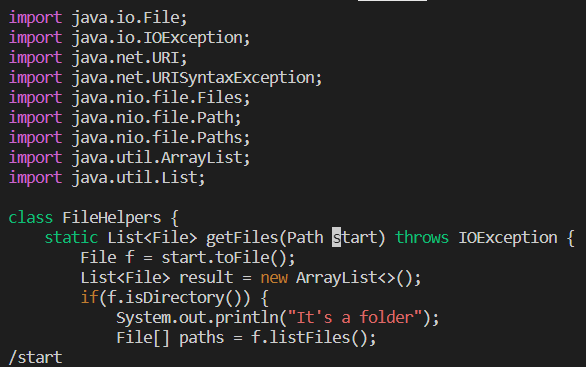 import java.io.File;
import java.io.IOException;
import java.net.URI;
import java.net.URISyntaxException;
import java.nio.file.Files;
import java.nio.file.Path;
import java.nio.file.Paths;
import java.util.ArrayList;
import java.util.List;

class FileHelpers {
    static List<File> getFiles(Path start) throws IOException {
        File f = start.toFile();
        List<File> result = new ArrayList<>();
        if(f.isDirectory()) {
            System.out.println("It's a folder");
            File[] paths = f.listFiles();
/start